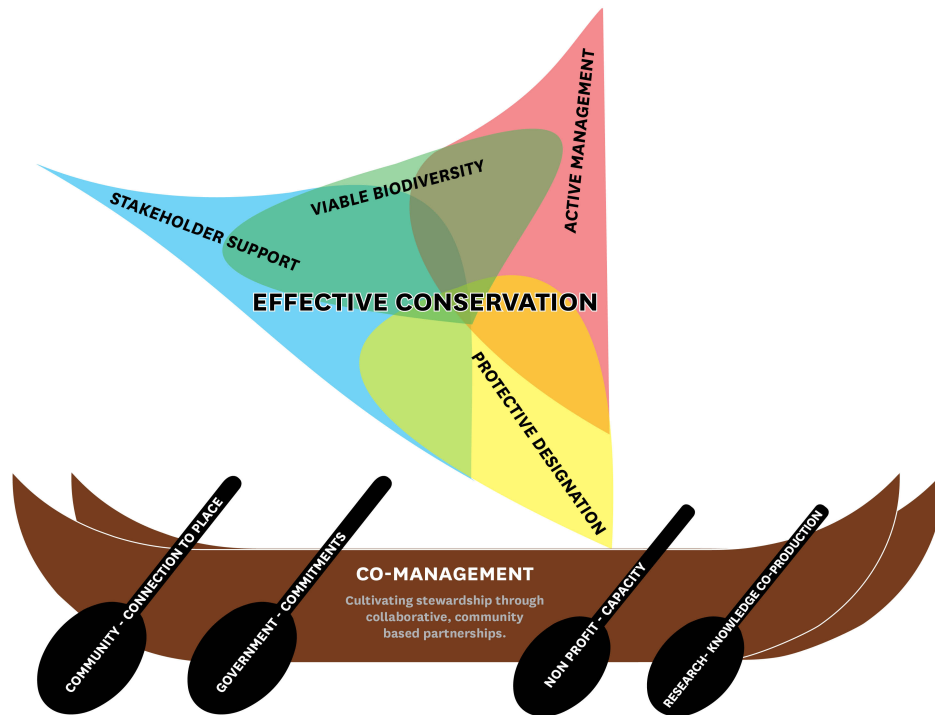 ACTIVE MANAGEMENT
VIABLE BIODIVERSITY
STAKEHOLDER SUPPORT
EFFECTIVE CONSERVATION
PROTECTIVE DESIGNATION
COMMUNITY - CONNECTION TO PLACE
GOVERNMENT - COMMITMENTS
CO-MANAGEMENT
Cultivating stewardship through
collaborative, community
based partnerships.
NON PROFIT - CAPACITY
RESEARCH- KNOWLEDGE CO-PRODUCTION